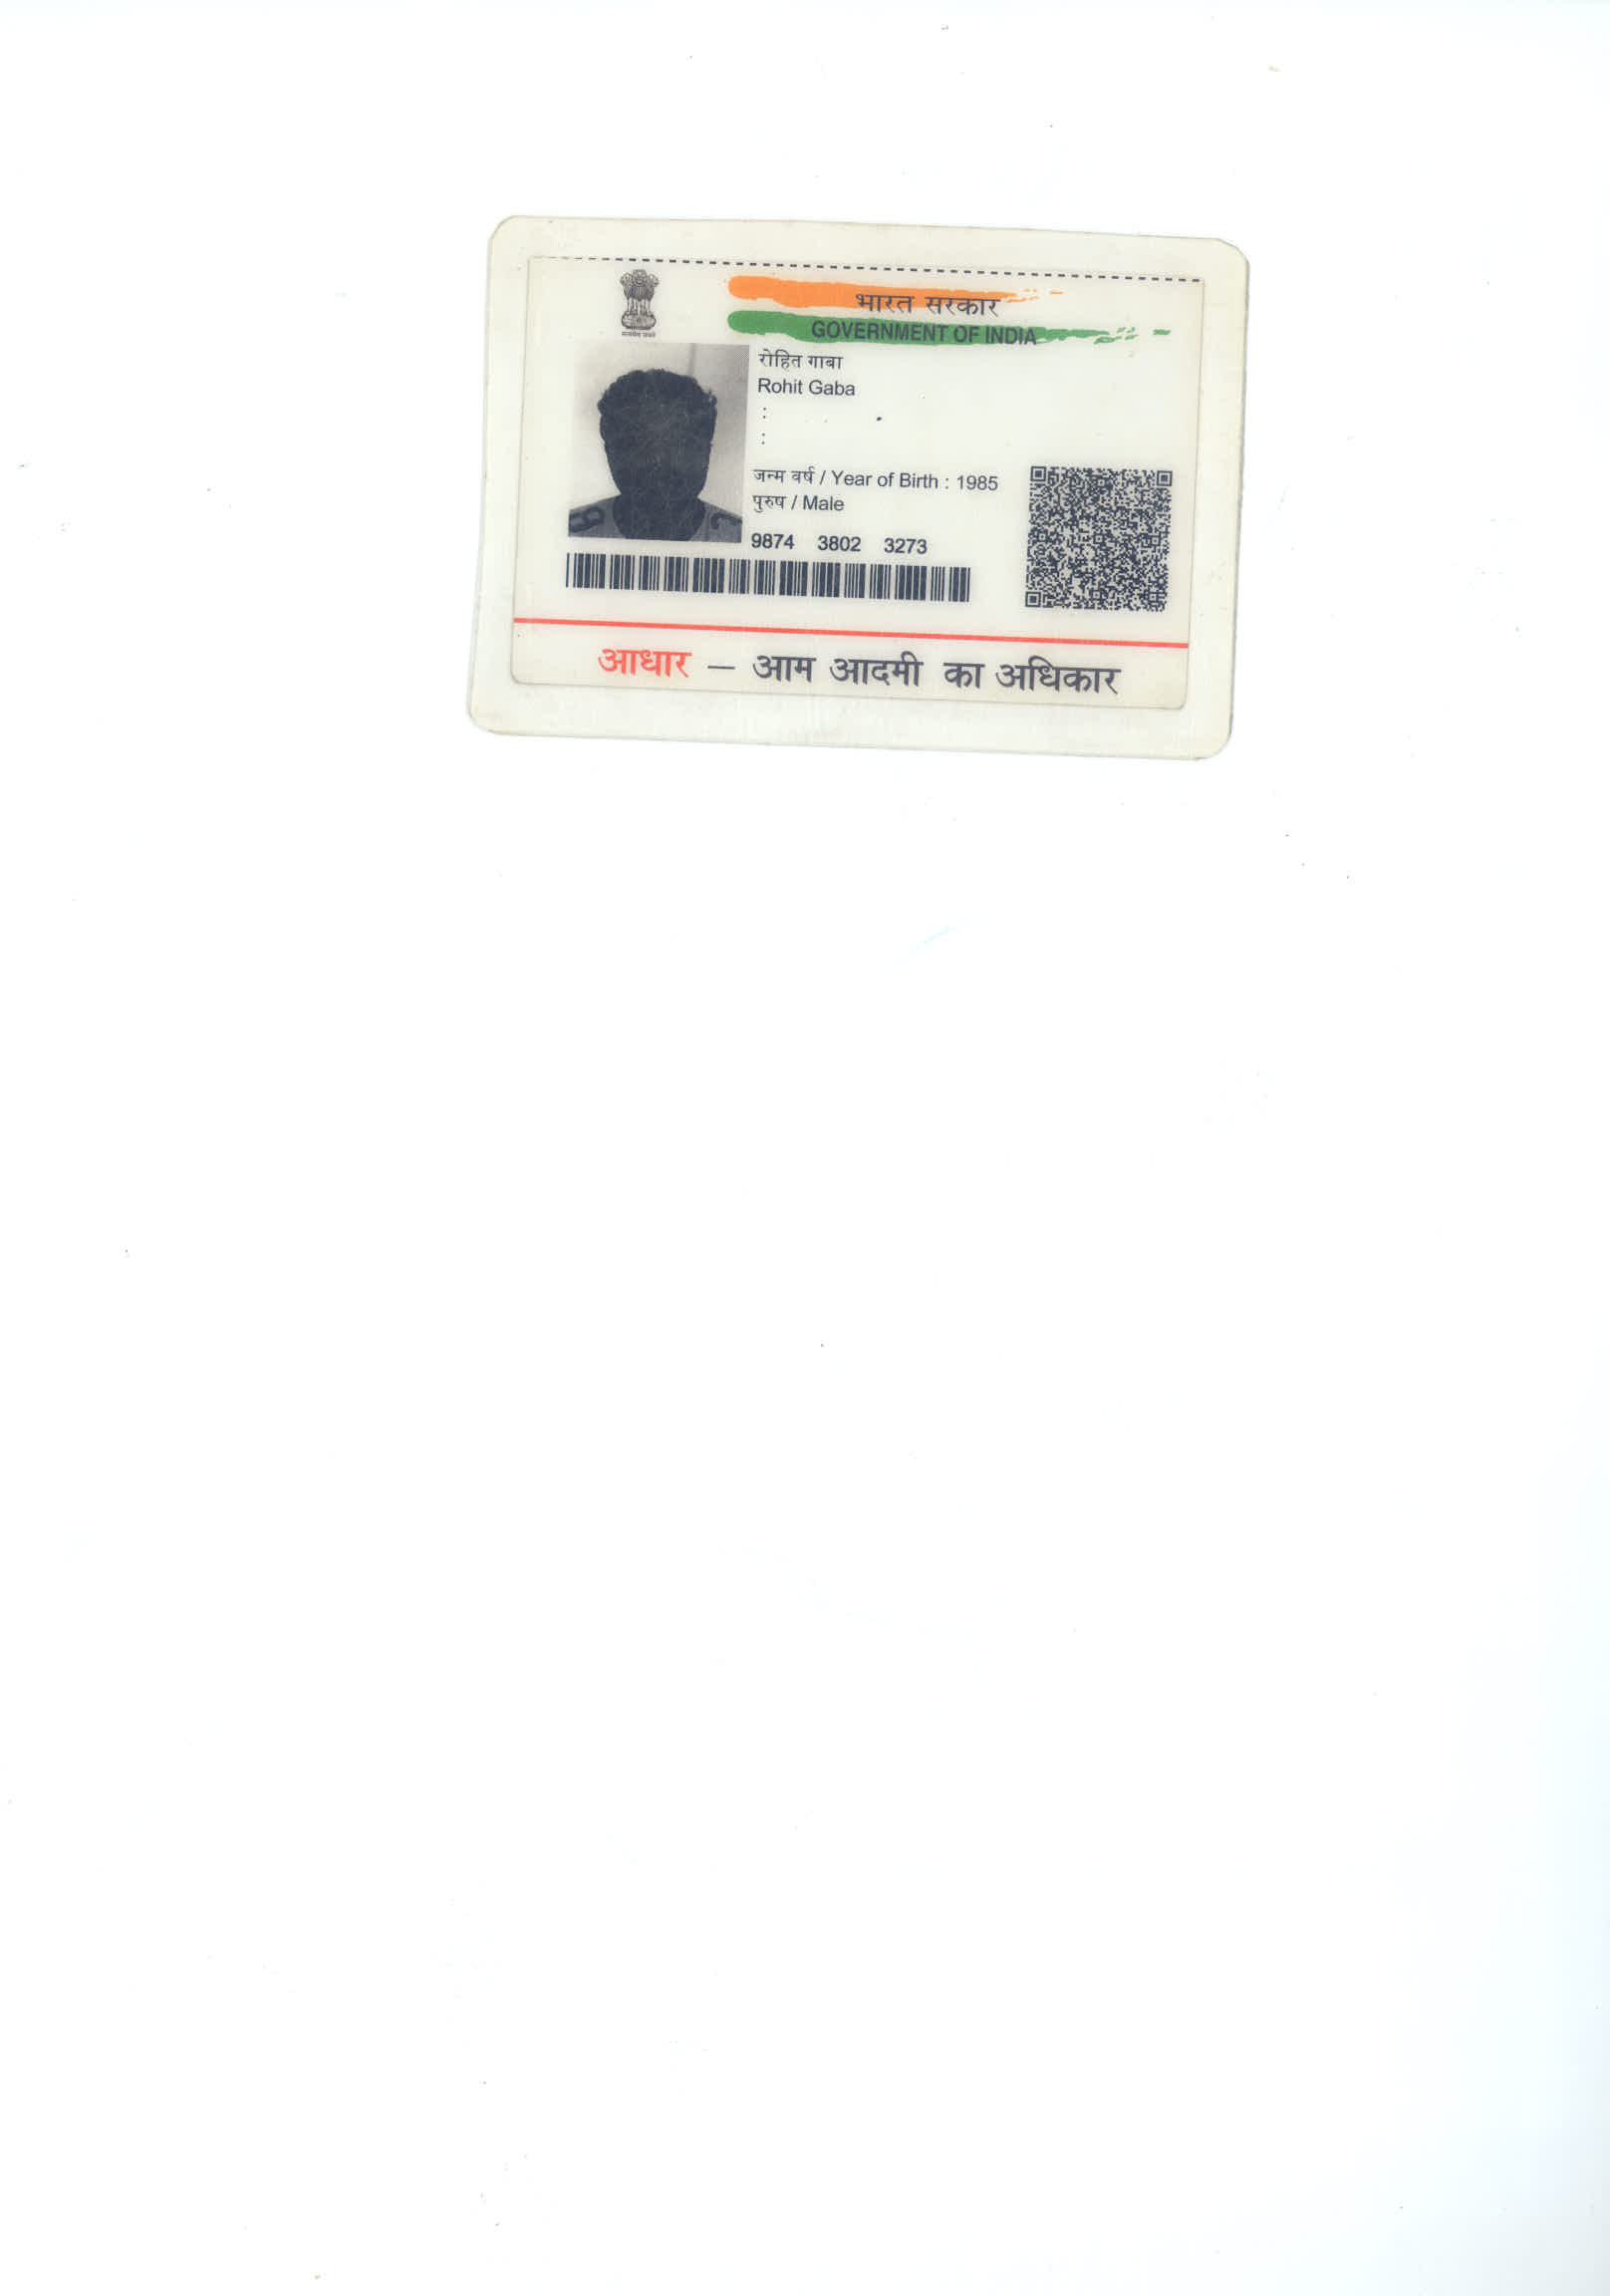 भारत सरकार
GOVERNMENT OF INDIA
रोहित गाबा
Rohit Gaba
:
:
जन्म वर्ष / Year of Birth : 1985
पुरुष / Male
9874 3802 3273
आधार – आम आदमी का अधिकार